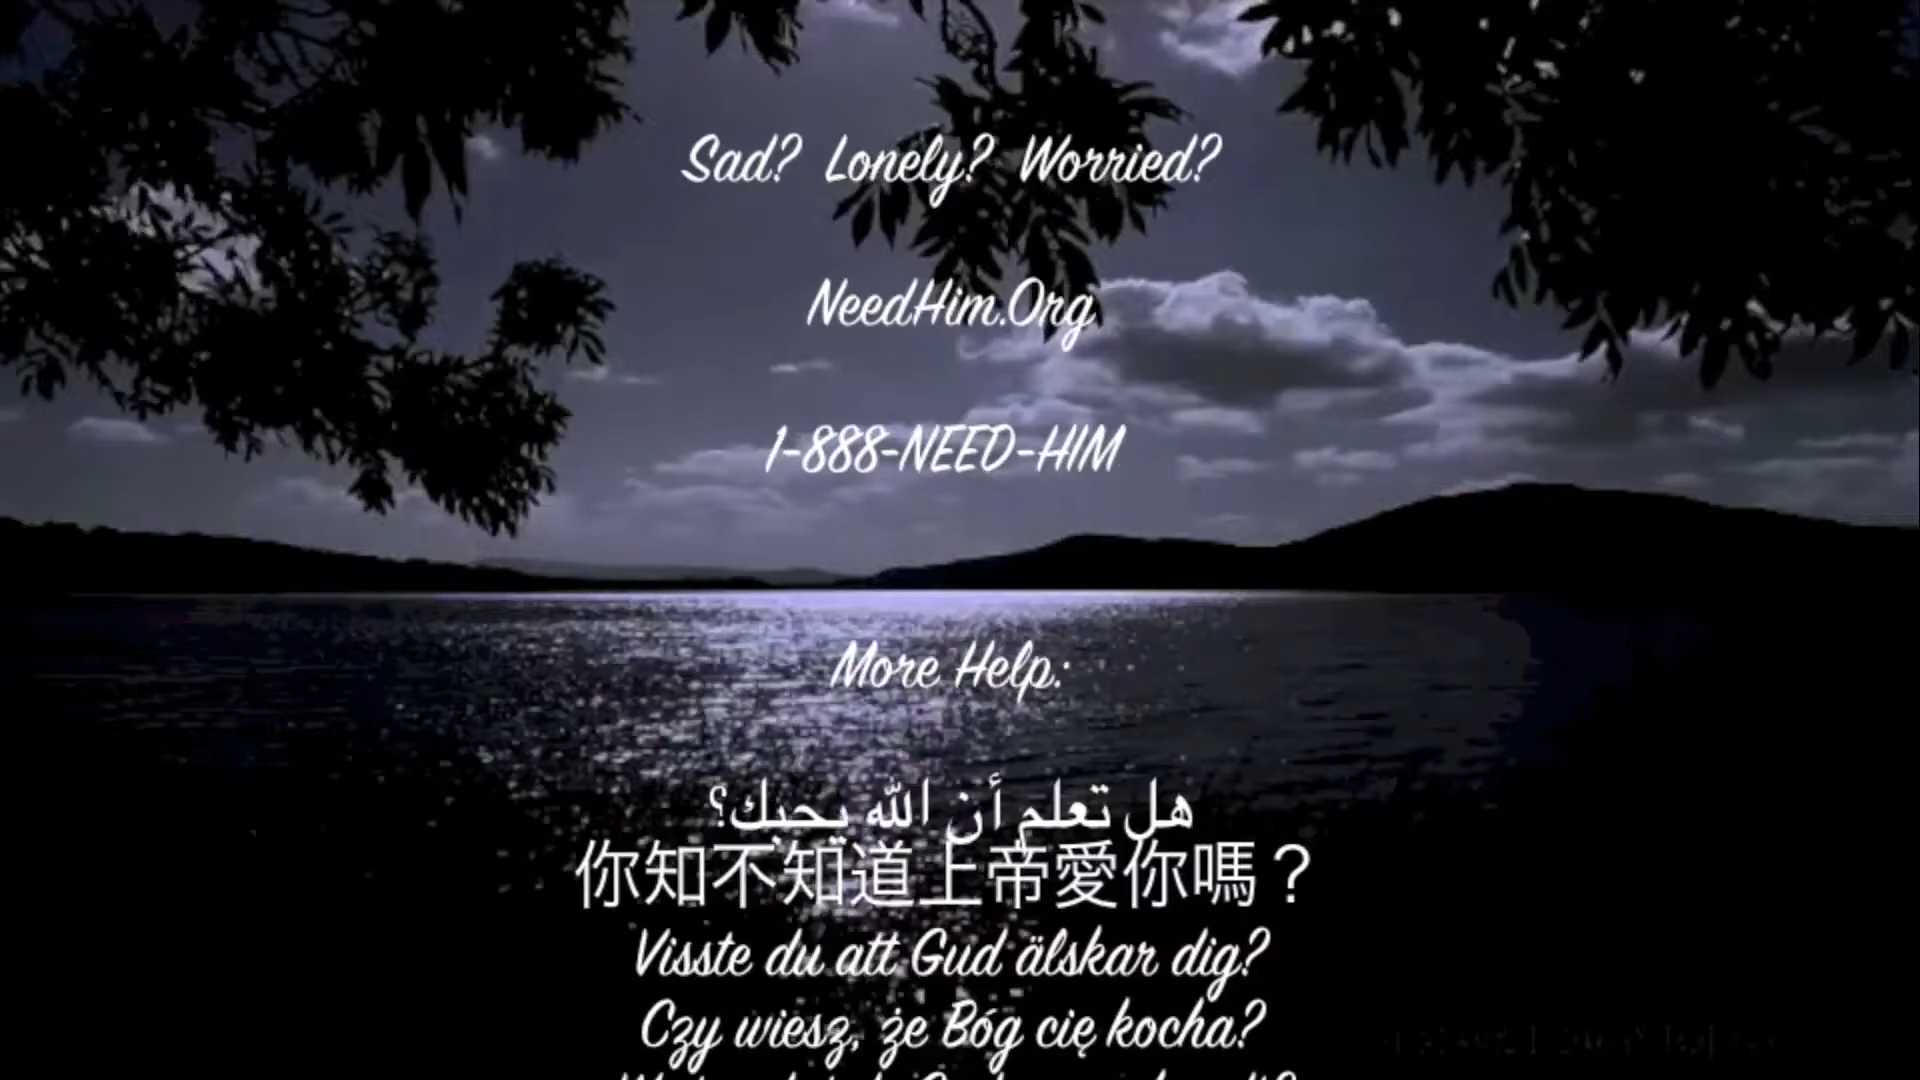 Sad? Lonely? Worried?
NeedHim.Org
1-888-NEED-HIM
More Help:
هل تعلم أن الله يحبك؟
你知不知道上帝愛你嗎？
Visste du att Gud älskar dig?
Czy wiesz, że Bóg cię kocha?